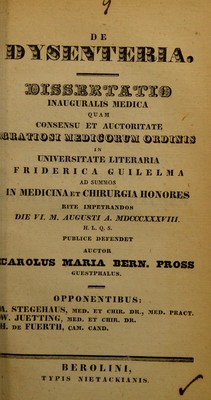 9
DE
DYSENTERIA.
DISSERTATIO
INAUGURALIS MEDICA
QUAM
CONSENSU ET AUCTORITATE
GRATIOSI MEDICORUM ORDINIS
IN
UNIVERSITATE LITERARIA
FRIDERICA GUILELMA
AD SUMMOS
IN MEDICINA ET CHIRURGIA HONORES
RITE IMPETRANDOS
DIE VI. M. AUGUSTI A. MDCCCXXXVIII.
H. L. Q. S.
PUBLICE DEFENDET
AUCTOR
CAROLUS MARIA BERN. PROSS
GUESTPHALUS.
OPPONENTIBUS:
A. STEGEHAUS, MED. ET CHIR. DR., MED. PRACT.
W. JUETTING, MED. ET CHIR. DR.
H. DE FUERTH, CAM. CAND.
BEROLINI,
TYPIS NIETACKIANIS.